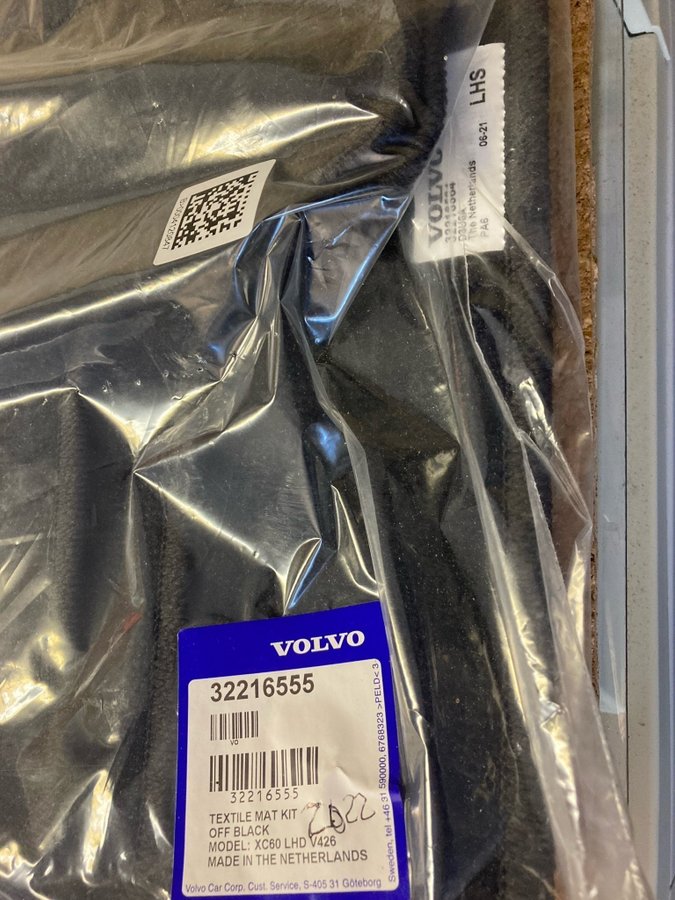 LHS
06-21
VOLVO
The Netherlands
PA6
VOLVO
32216555
VO
32216555
TEXTILE MAT KIT
OFF BLACK
MODEL: XC60 LHD V426
MADE IN THE NETHERLANDS
2022
Volvo Car Corp. Cust. Service, S-405 31 Göteborg
Sweden, tel +46 31 590000, 6768323 >PELD< 3